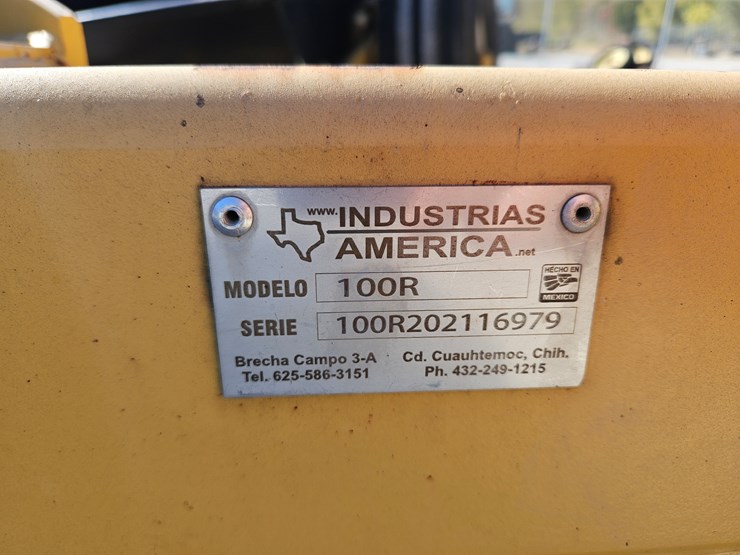 www.INDUSTRIAS
AMERICA.net
MODELO 100R
HECHO EN
MEXICO
SERIE 100R202116979
Brecha Campo 3-A Cd. Cuauhtemoc, Chih.
Tel. 625-586-3151 Ph. 432-249-1215